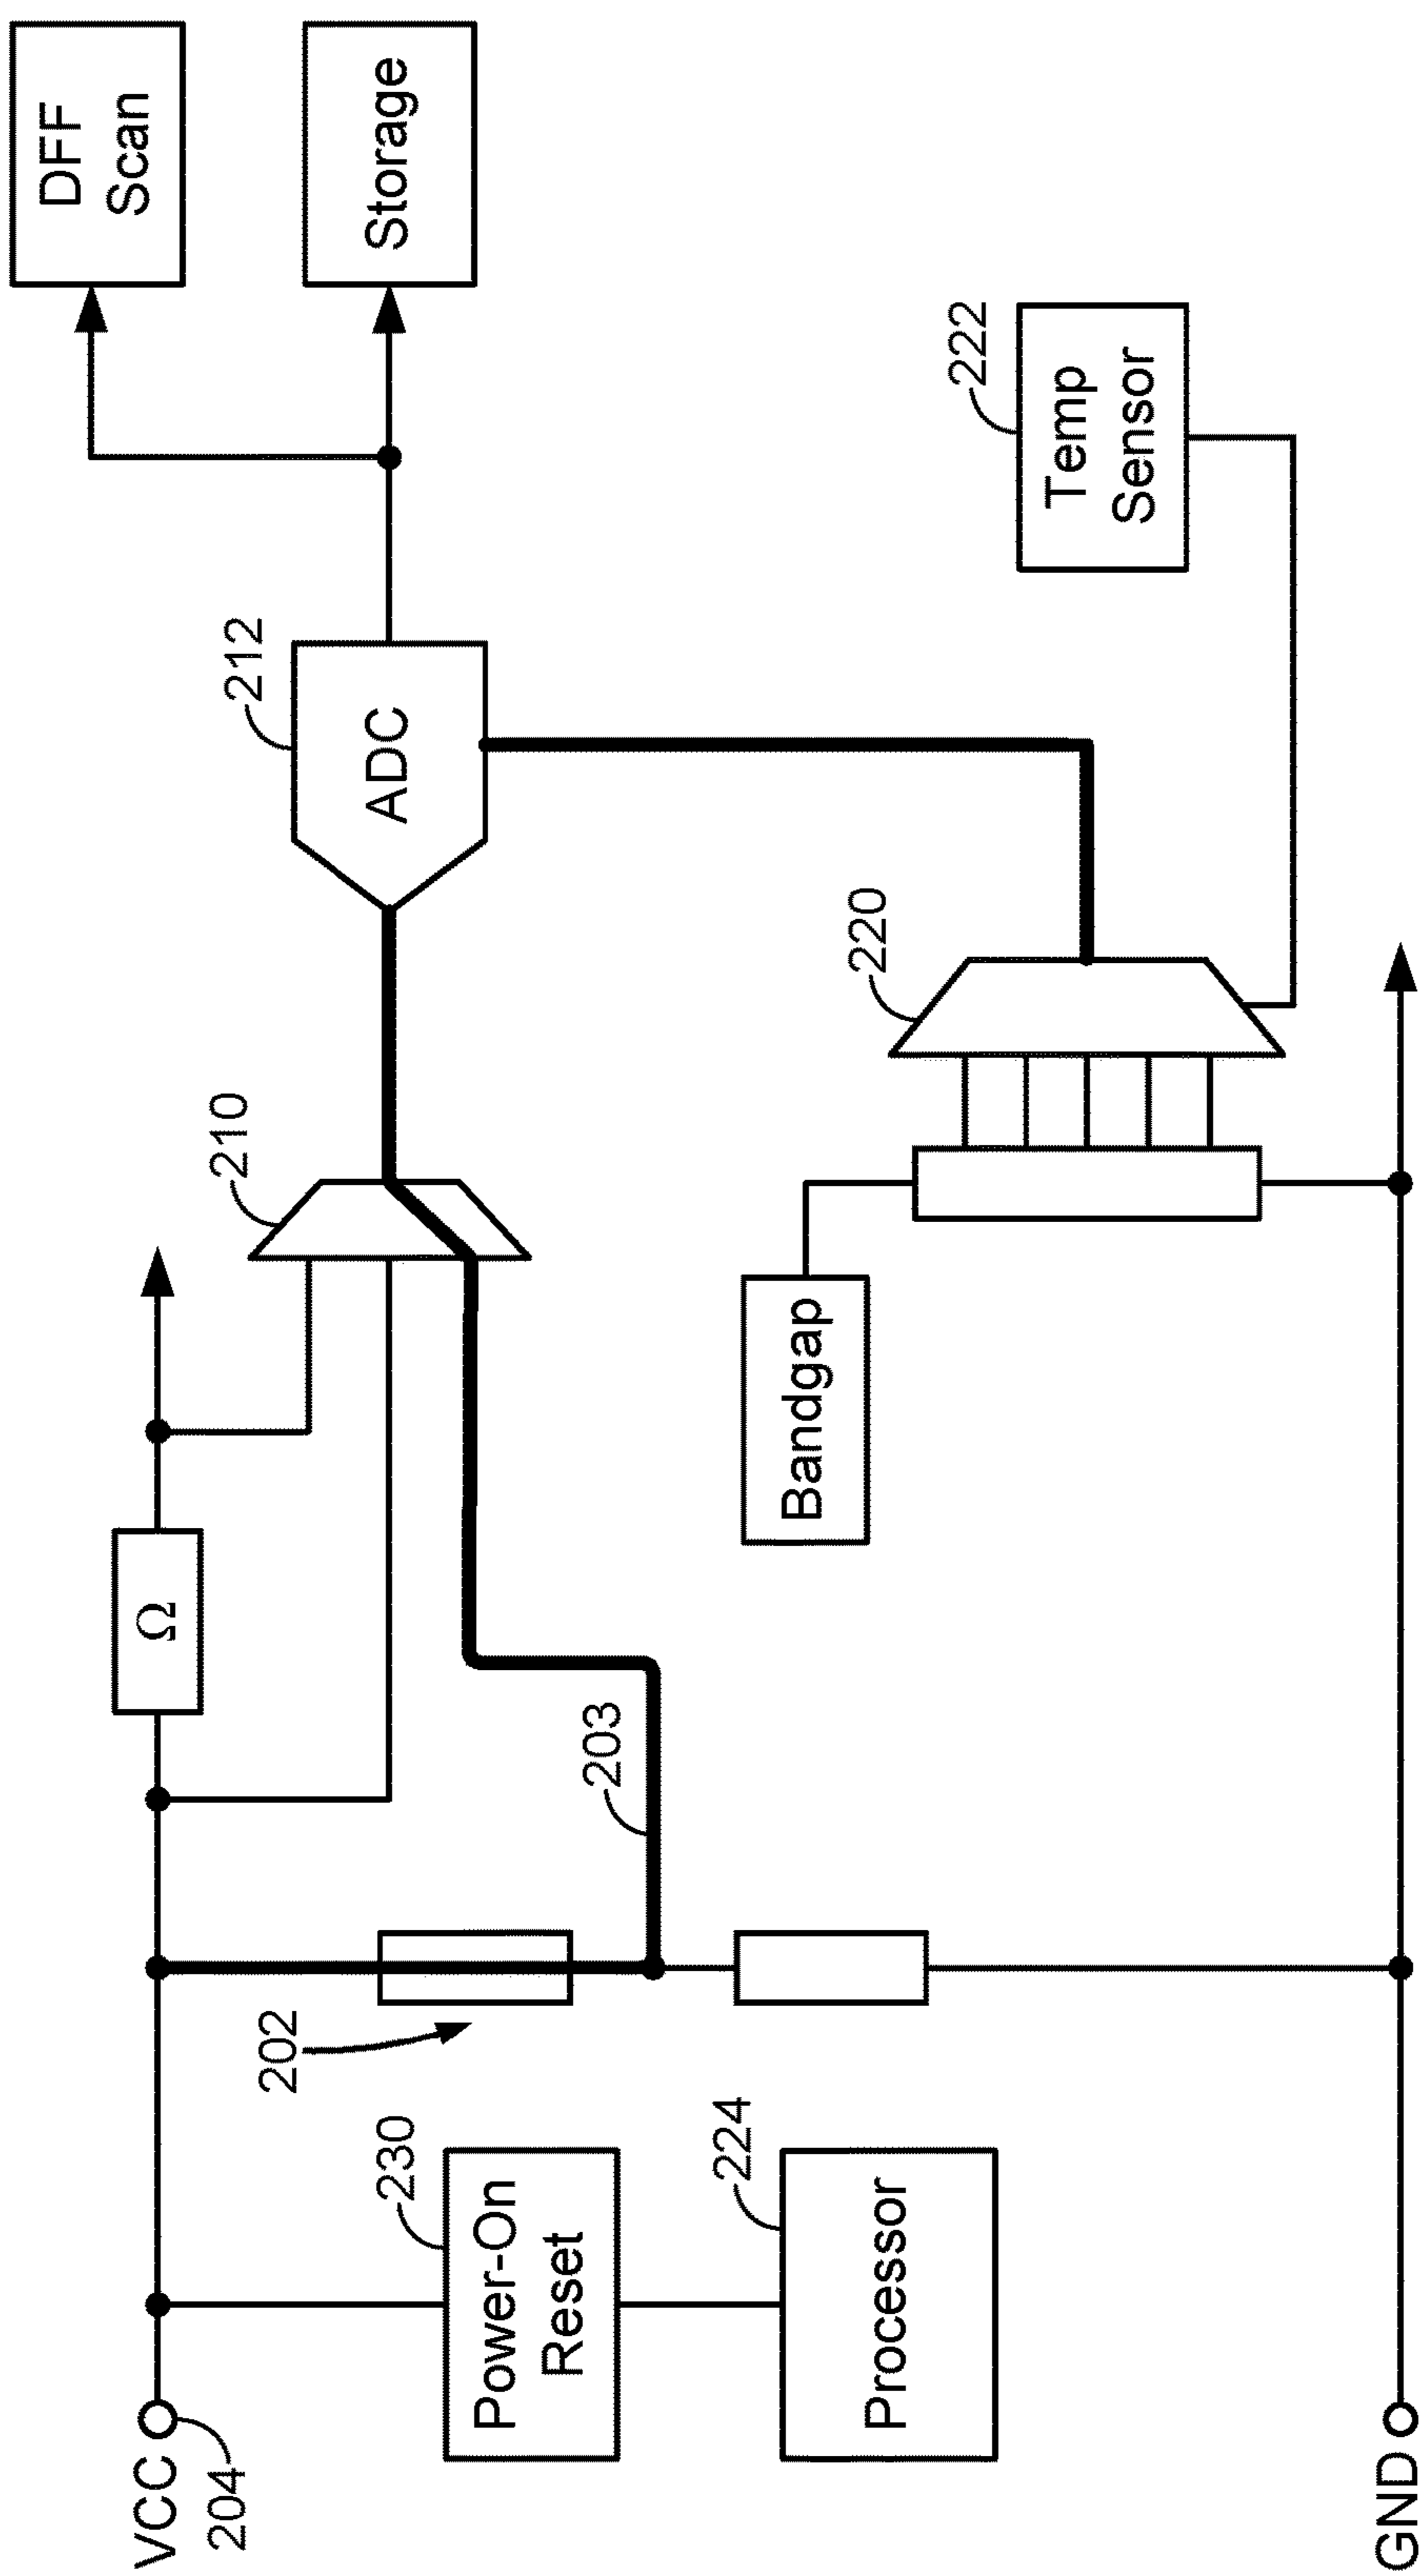 VCC
204
GND
Power-On
Reset
230
Processor
224
202
203
Ω
210
Bandgap
220
ADC
212
Temp
Sensor
222
DFF
Scan
Storage